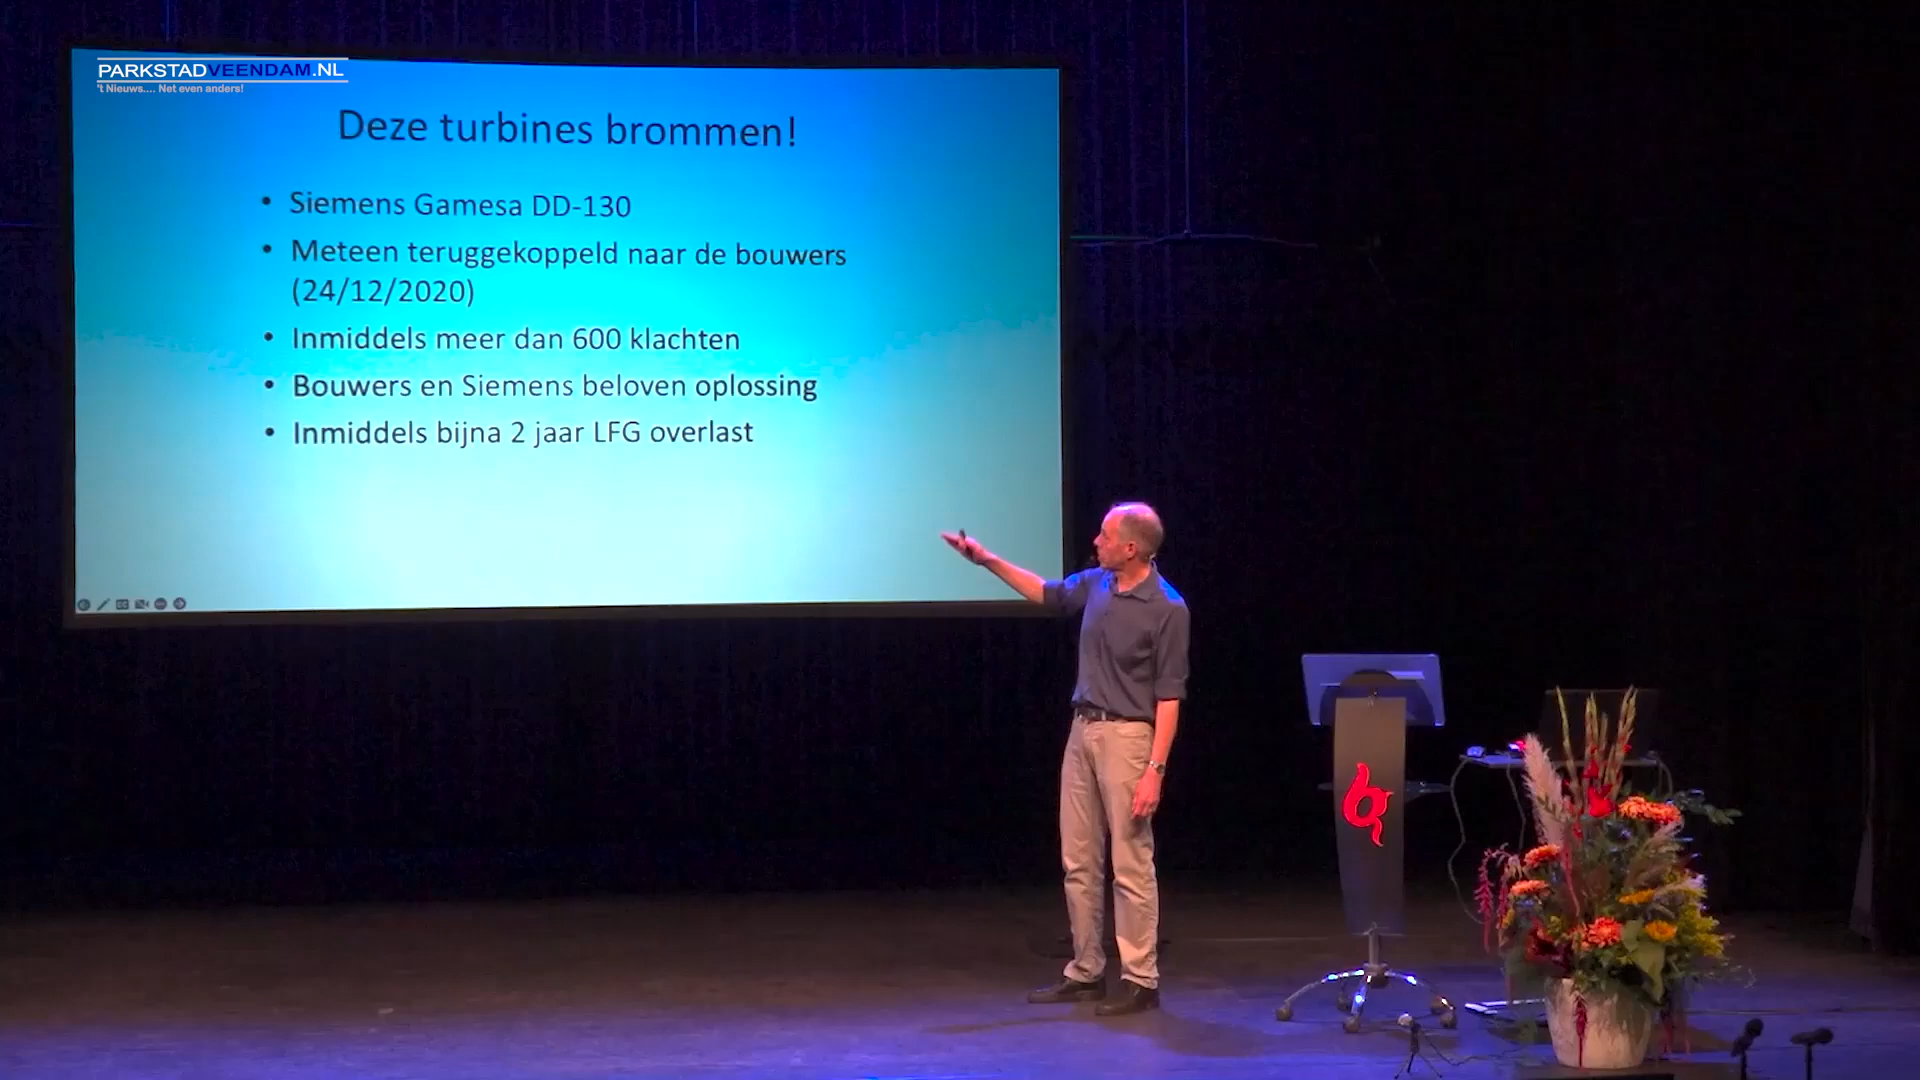 PARKSTADVEENDAM.NL
't Nieuws.... Net even anders!
Deze turbines brommen!
• Siemens Gamesa DD-130
• Meteen teruggekoppeld naar de bouwers
(24/12/2020)
• Inmiddels meer dan 600 klachten
• Bouwers en Siemens beloven oplossing
• Inmiddels bijna 2 jaar LFG overlast